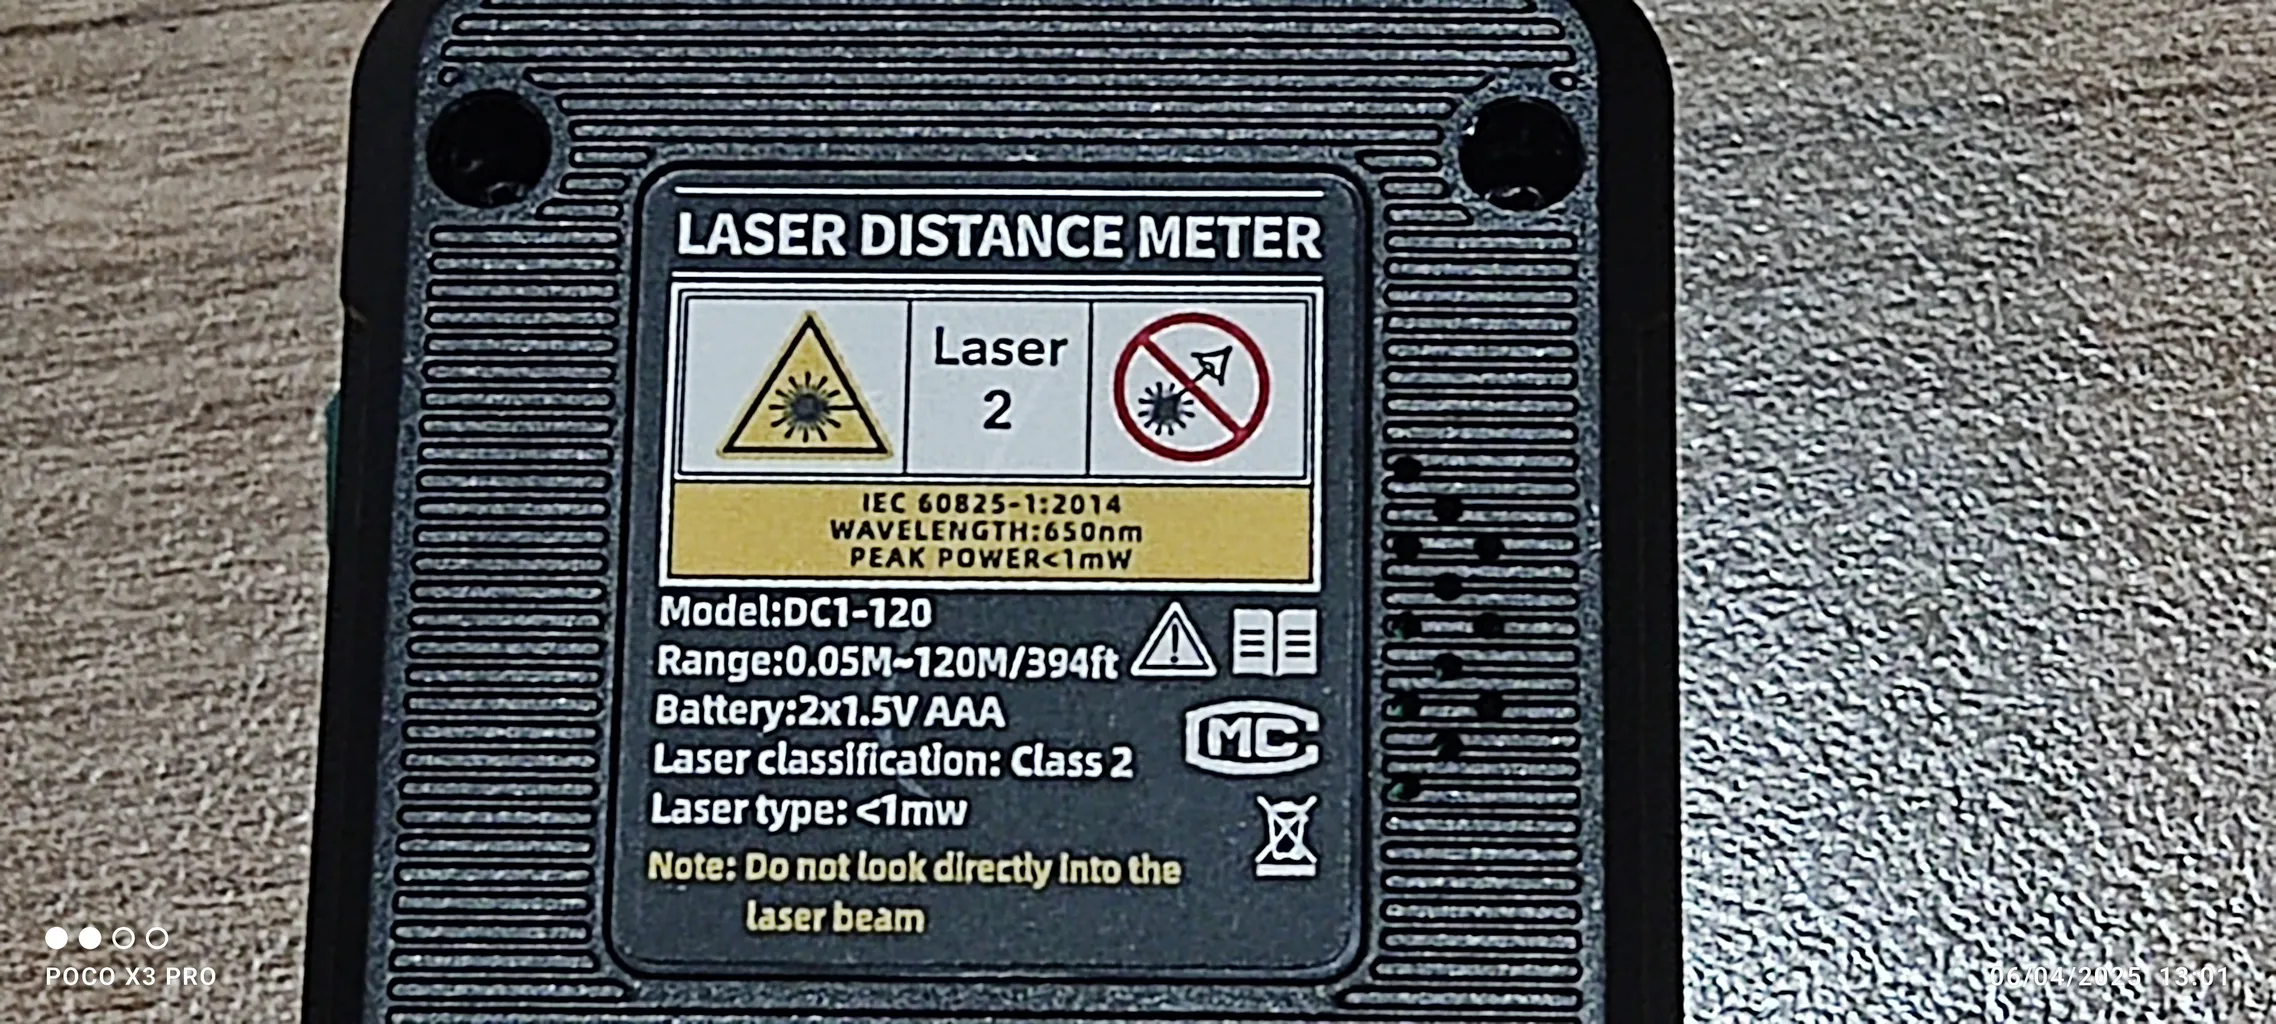 LASER DISTANCE METER
Laser
2
IEC 60825-1:2014
WAVELENGTH:650nm
PEAK POWER<1mW
Model:DC1-120
Range:0.05M~120M/394ft
Battery:2x1.5V AAA
MC
Laser classification: Class 2
Laser type: <1mw
Note: Do not look directly into the
laser beam
POCO X3 PRO
06/04/2025 13:01